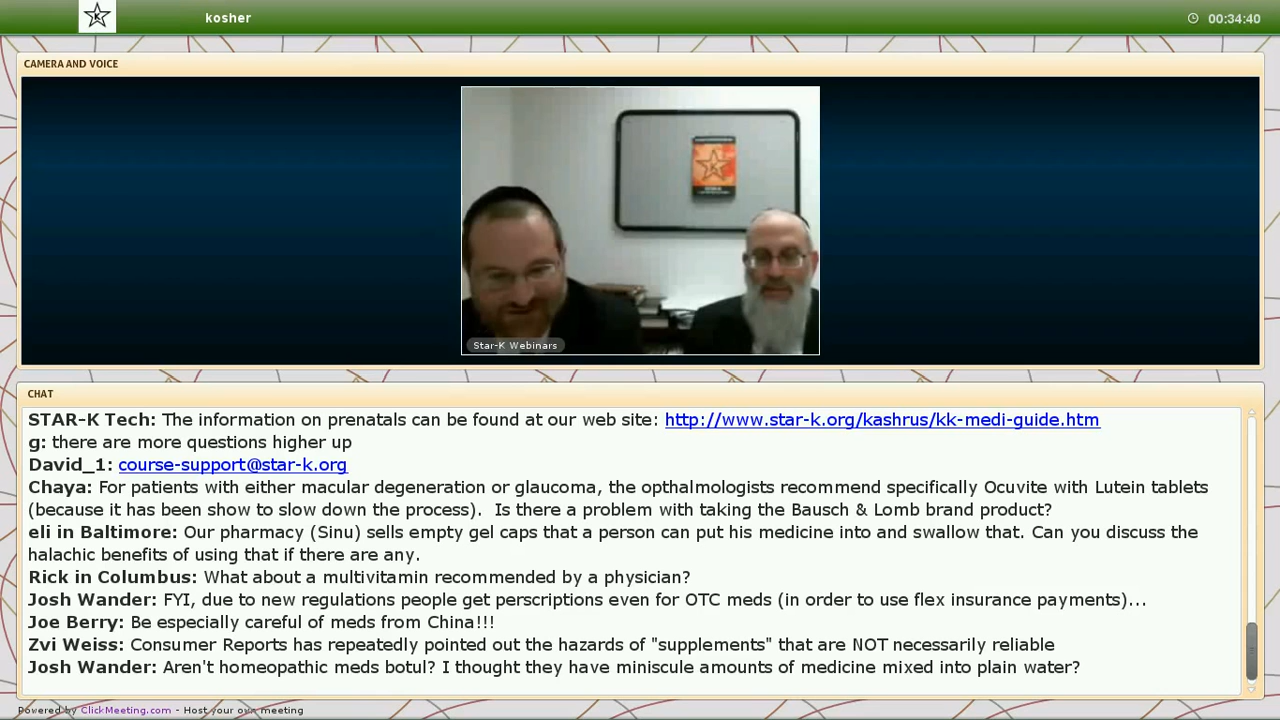 K
kosher
00:34:40
CAMERA AND VOICE
Star-K Webinars
CHAT
STAR-K Tech: The information on prenatals can be found at our web site: http://www.star-k.org/kashrus/kk-medi-guide.htm
g: there are more questions higher up
David_1: course-support@star-k.org
Chaya: For patients with either macular degeneration or glaucoma, the opthalmologists recommend specifically Ocuvite with Lutein tablets
(because it has been show to slow down the process).  Is there a problem with taking the Bausch & Lomb brand product?
eli in Baltimore: Our pharmacy (Sinu) sells empty gel caps that a person can put his medicine into and swallow that. Can you discuss the
halachic benefits of using that if there are any.
Rick in Columbus: What about a multivitamin recommended by a physician?
Josh Wander: FYI, due to new regulations people get perscriptions even for OTC meds (in order to use flex insurance payments)...
Joe Berry: Be especially careful of meds from China!!!
Zvi Weiss: Consumer Reports has repeatedly pointed out the hazards of "supplements" that are NOT necessarily reliable
Josh Wander: Aren't homeopathic meds botul? I thought they have miniscule amounts of medicine mixed into plain water?
Powered by ClickMeeting.com - Host your own meeting